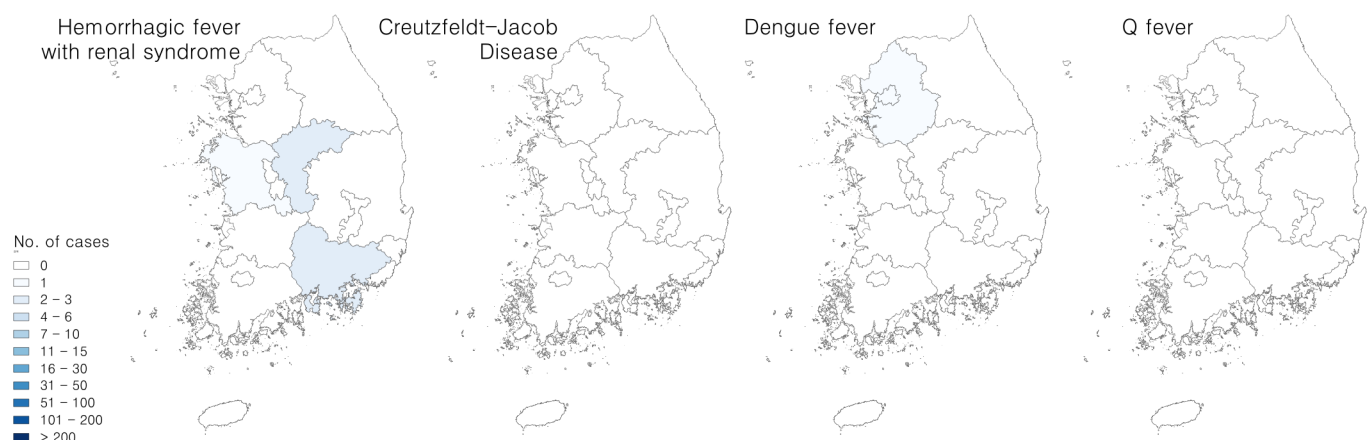 Hemorrhagic fever
with renal syndrome
Creutzfeldt-Jacob
Disease
Dengue fever
Q fever
No. of cases
0
1
2 - 3
4 - 6
7 - 10
11 - 15
16 - 30
31 - 50
51 - 100
101 - 200
> 200